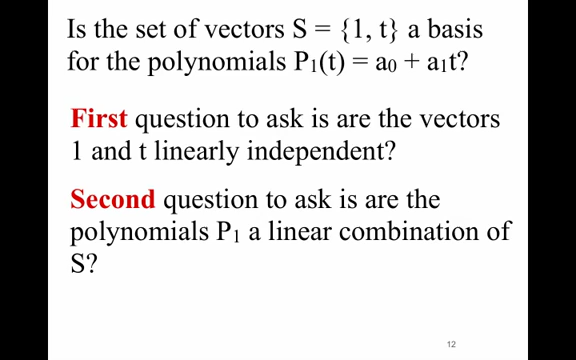 Is the set of vectors S = {1, t} a basis
for the polynomials P₁(t) = a₀ + a₁t?
First question to ask is are the vectors
1 and t linearly independent?
Second question to ask is are the
polynomials P₁ a linear combination of
S?
12